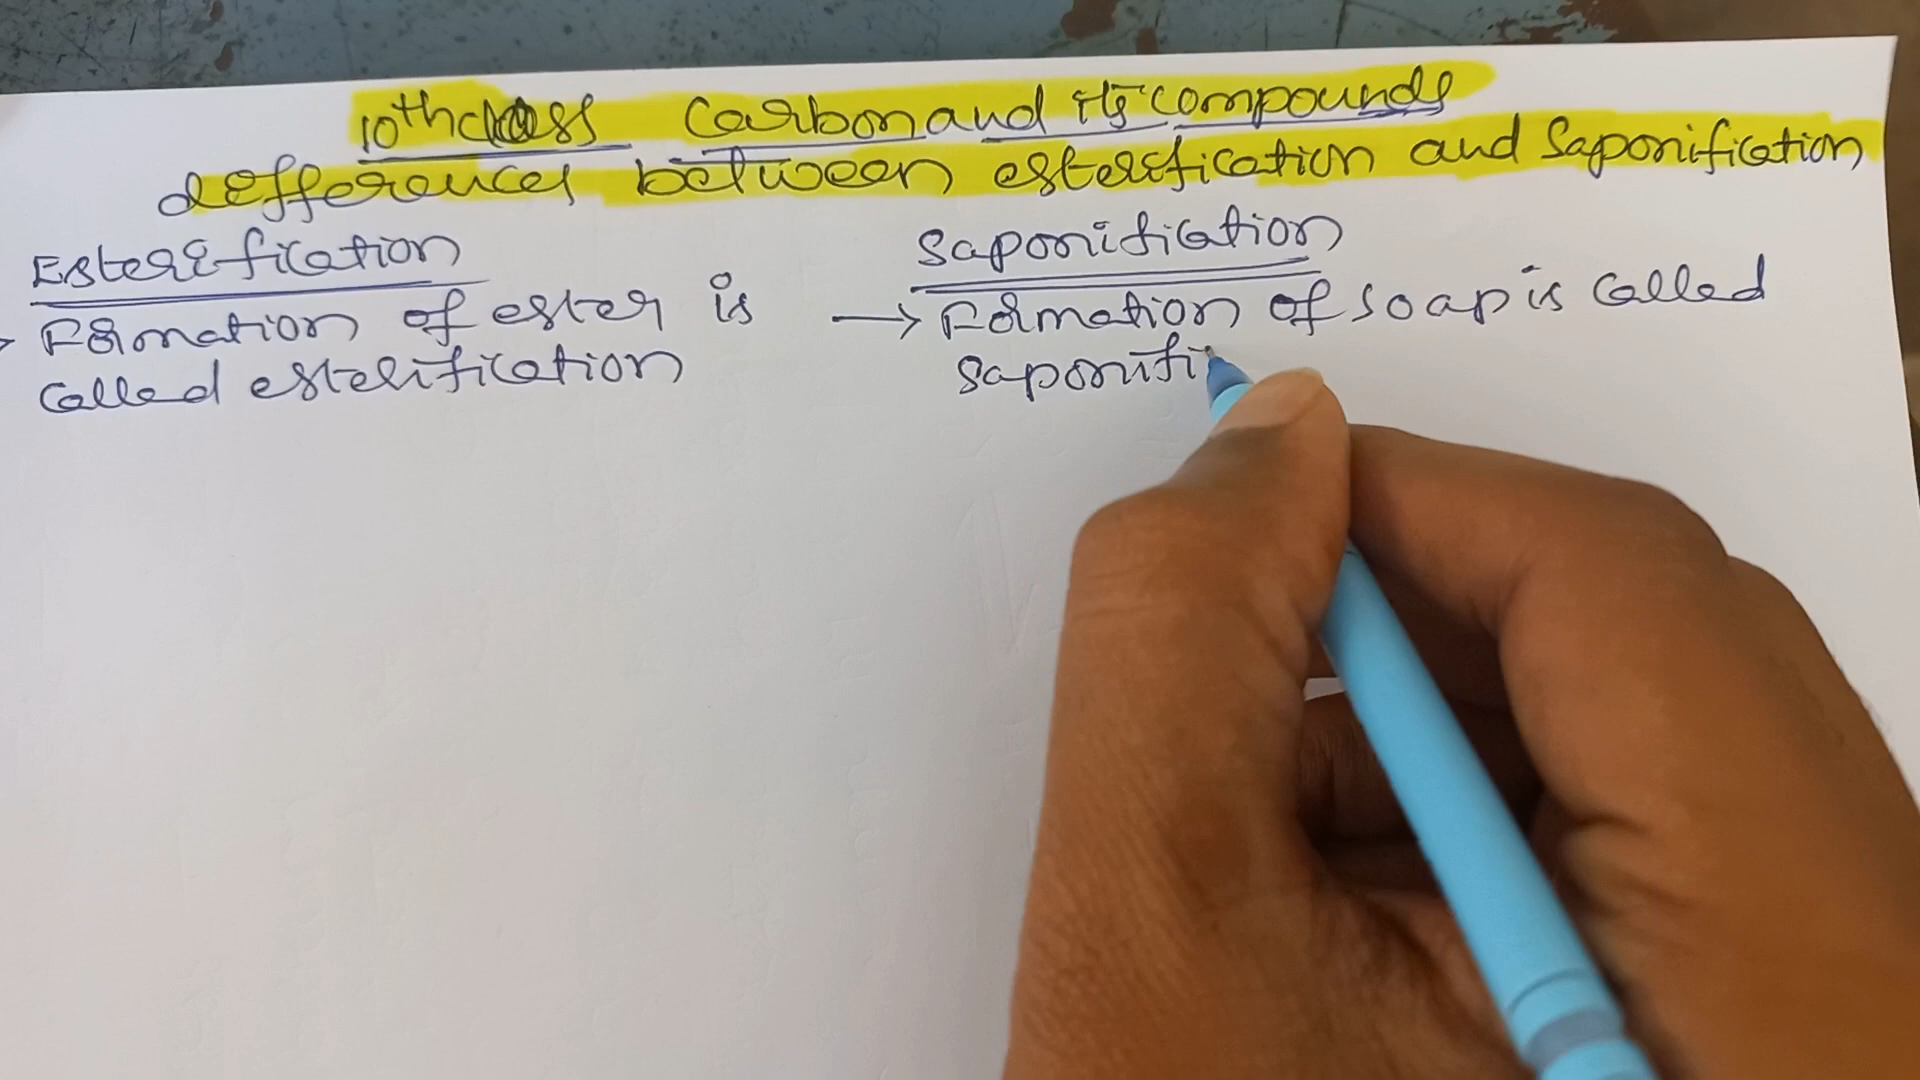 10th class Carbon and its compounds
defferences between esterification and Saponification
Esterification
Formation of ester is
called esterification
Saponification
→ Formation of soap is called
saponifi